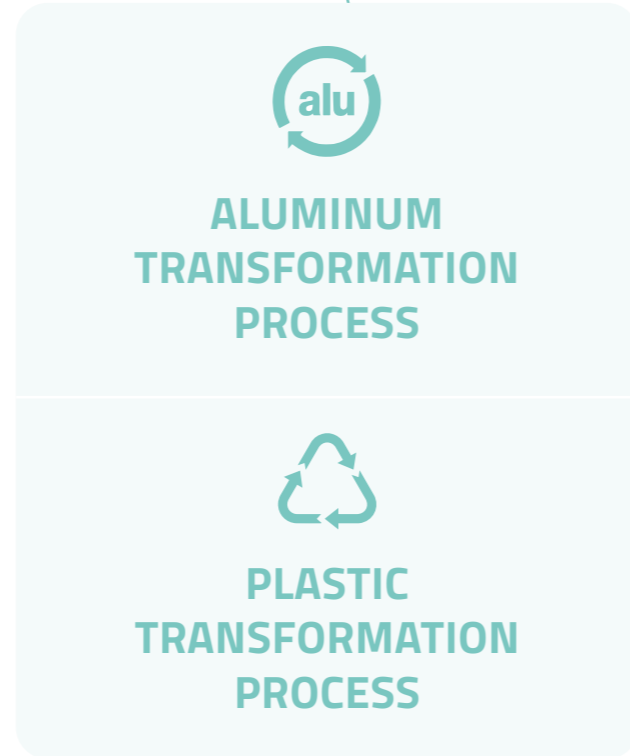 alu
ALUMINUM
TRANSFORMATION
PROCESS
PLASTIC
TRANSFORMATION
PROCESS